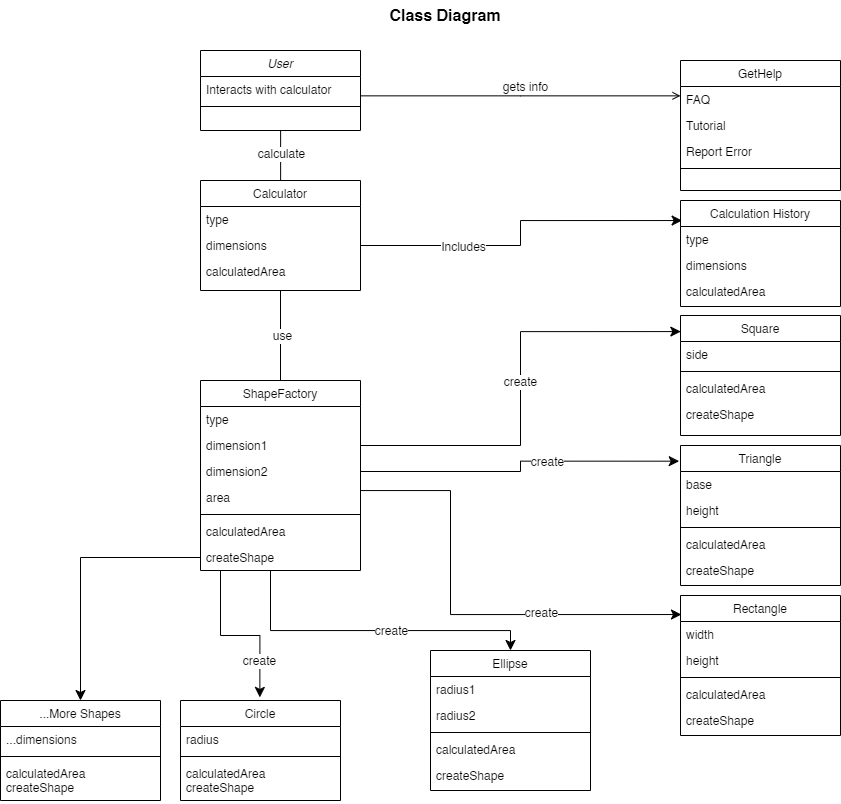 Class Diagram
User
Interacts with calculator
gets info
GetHelp
FAQ
Tutorial
Report Error
calculate
Calculator
type
dimensions
calculatedArea
Includes
Calculation History
type
dimensions
calculatedArea
use
ShapeFactory
type
dimension1
dimension2
area
calculatedArea
createShape
create
Square
side
calculatedArea
createShape
create
Triangle
base
height
calculatedArea
createShape
create
Rectangle
width
height
calculatedArea
createShape
create
Ellipse
radius1
radius2
calculatedArea
createShape
create
Circle
radius
calculatedArea
createShape
...More Shapes
...dimensions
calculatedArea
createShape